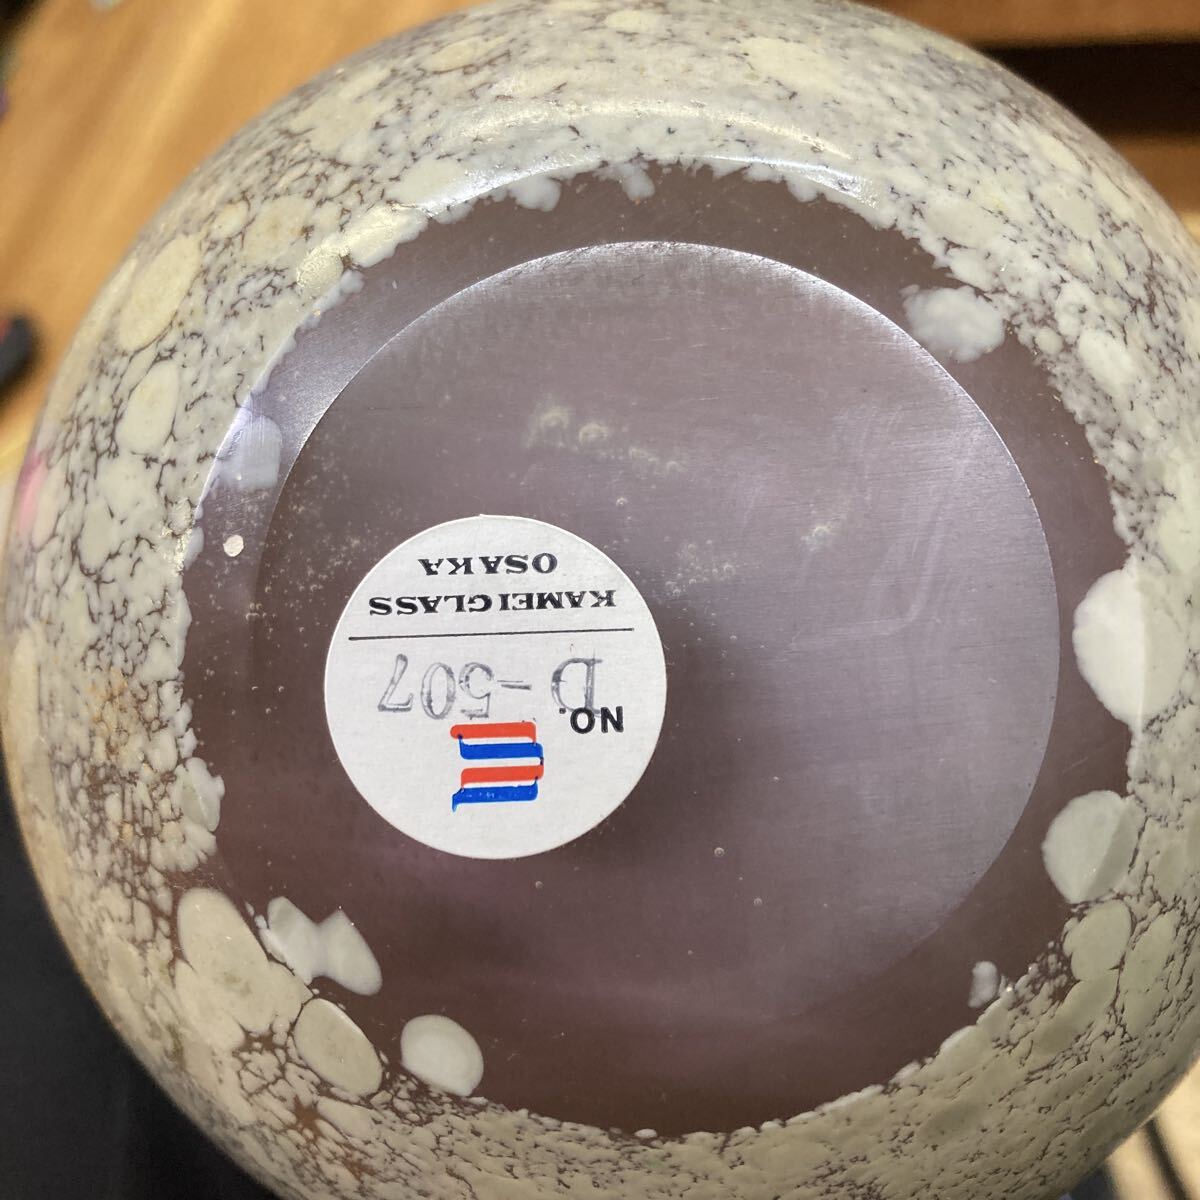 NO. D-507
KAMEI GLASS
OSAKA